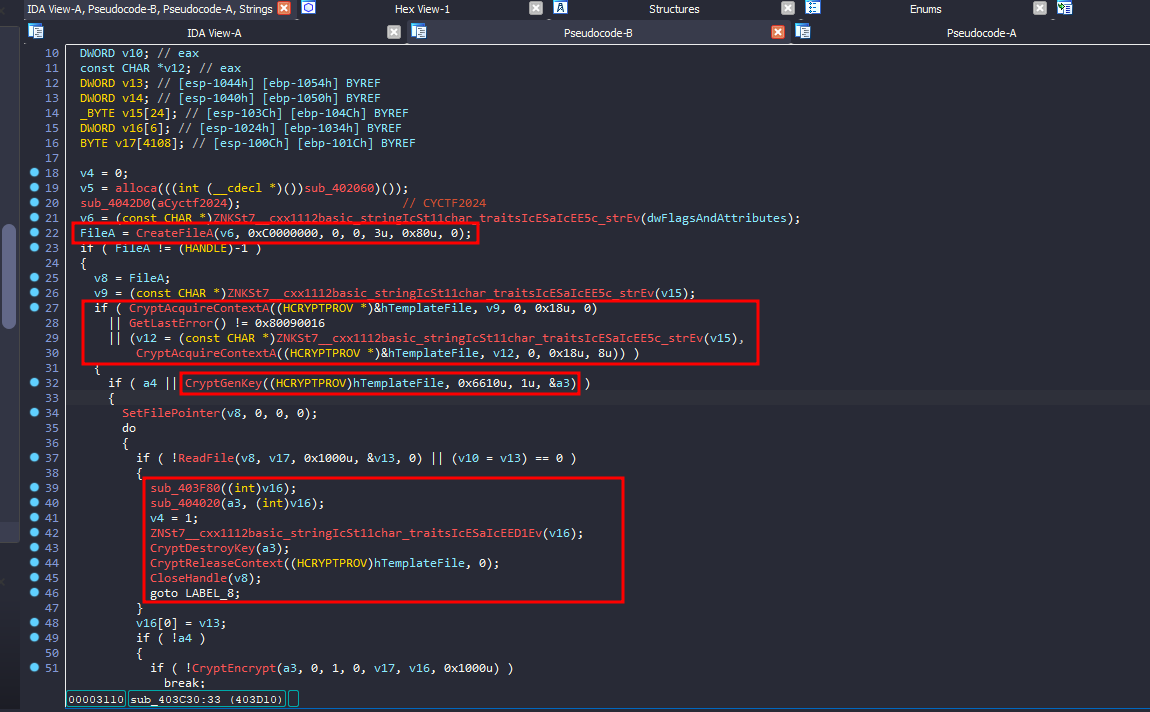 IDA View-A, Pseudocode-B, Pseudocode-A, Strings
Hex View-1
Structures
Enums
IDA View-A
Pseudocode-B
Pseudocode-A
10 DWORD v10; // eax
11 const CHAR *v12; // eax
12 DWORD v13; // [esp-1044h] [ebp-1054h] BYREF
13 DWORD v14; // [esp-1040h] [ebp-1050h] BYREF
14 _BYTE v15[24]; // [esp-103Ch] [ebp-104Ch] BYREF
15 DWORD v16[6]; // [esp-1024h] [ebp-1034h] BYREF
16 BYTE v17[4108]; // [esp-100Ch] [ebp-101Ch] BYREF
17
18 v4 = 0;
19 v5 = alloca(((int (__cdecl *)())sub_402060)());
20 sub_4042D0(aCyctf2024); // CYCTF2024
21 v6 = (const CHAR *)ZNKSt7__cxx1112basic_stringIcSt11char_traitsIcESaIcEE5c_strEv(dwFlagsAndAttributes);
22 FileA = CreateFileA(v6, 0xC0000000, 0, 0, 3u, 0x80u, 0);
23 if ( FileA != (HANDLE)-1 )
24 {
25 v8 = FileA;
26 v9 = (const CHAR *)ZNKSt7__cxx1112basic_stringIcSt11char_traitsIcESaIcEE5c_strEv(v15);
27 if ( CryptAcquireContextA((HCRYPTPROV *)&hTemplateFile, v9, 0, 0x18u, 0)
28 || GetLastError() != 0x80090016
29 || (v12 = (const CHAR *)ZNKSt7__cxx1112basic_stringIcSt11char_traitsIcESaIcEE5c_strEv(v15),
30 CryptAcquireContextA((HCRYPTPROV *)&hTemplateFile, v12, 0, 0x18u, 8u)) )
31 {
32 if ( a4 || CryptGenKey((HCRYPTPROV)hTemplateFile, 0x6610u, 1u, &a3) )
33 {
34 SetFilePointer(v8, 0, 0, 0);
35 do
36 {
37 if ( !ReadFile(v8, v17, 0x1000u, &v13, 0) || (v10 = v13) == 0 )
38 {
39 sub_403F80((int)v16);
40 sub_404020(a3, (int)v16);
41 v4 = 1;
42 ZNSt7__cxx1112basic_stringIcSt11char_traitsIcESaIcEED1Ev(v16);
43 CryptDestroyKey(a3);
44 CryptReleaseContext((HCRYPTPROV)hTemplateFile, 0);
45 CloseHandle(v8);
46 goto LABEL_8;
47 }
48 v16[0] = v13;
49 if ( !a4 )
50 {
51 if ( !CryptEncrypt(a3, 0, 1, 0, v17, v16, 0x1000u) )
break;
00003110 sub_403C30:33 (403D10)